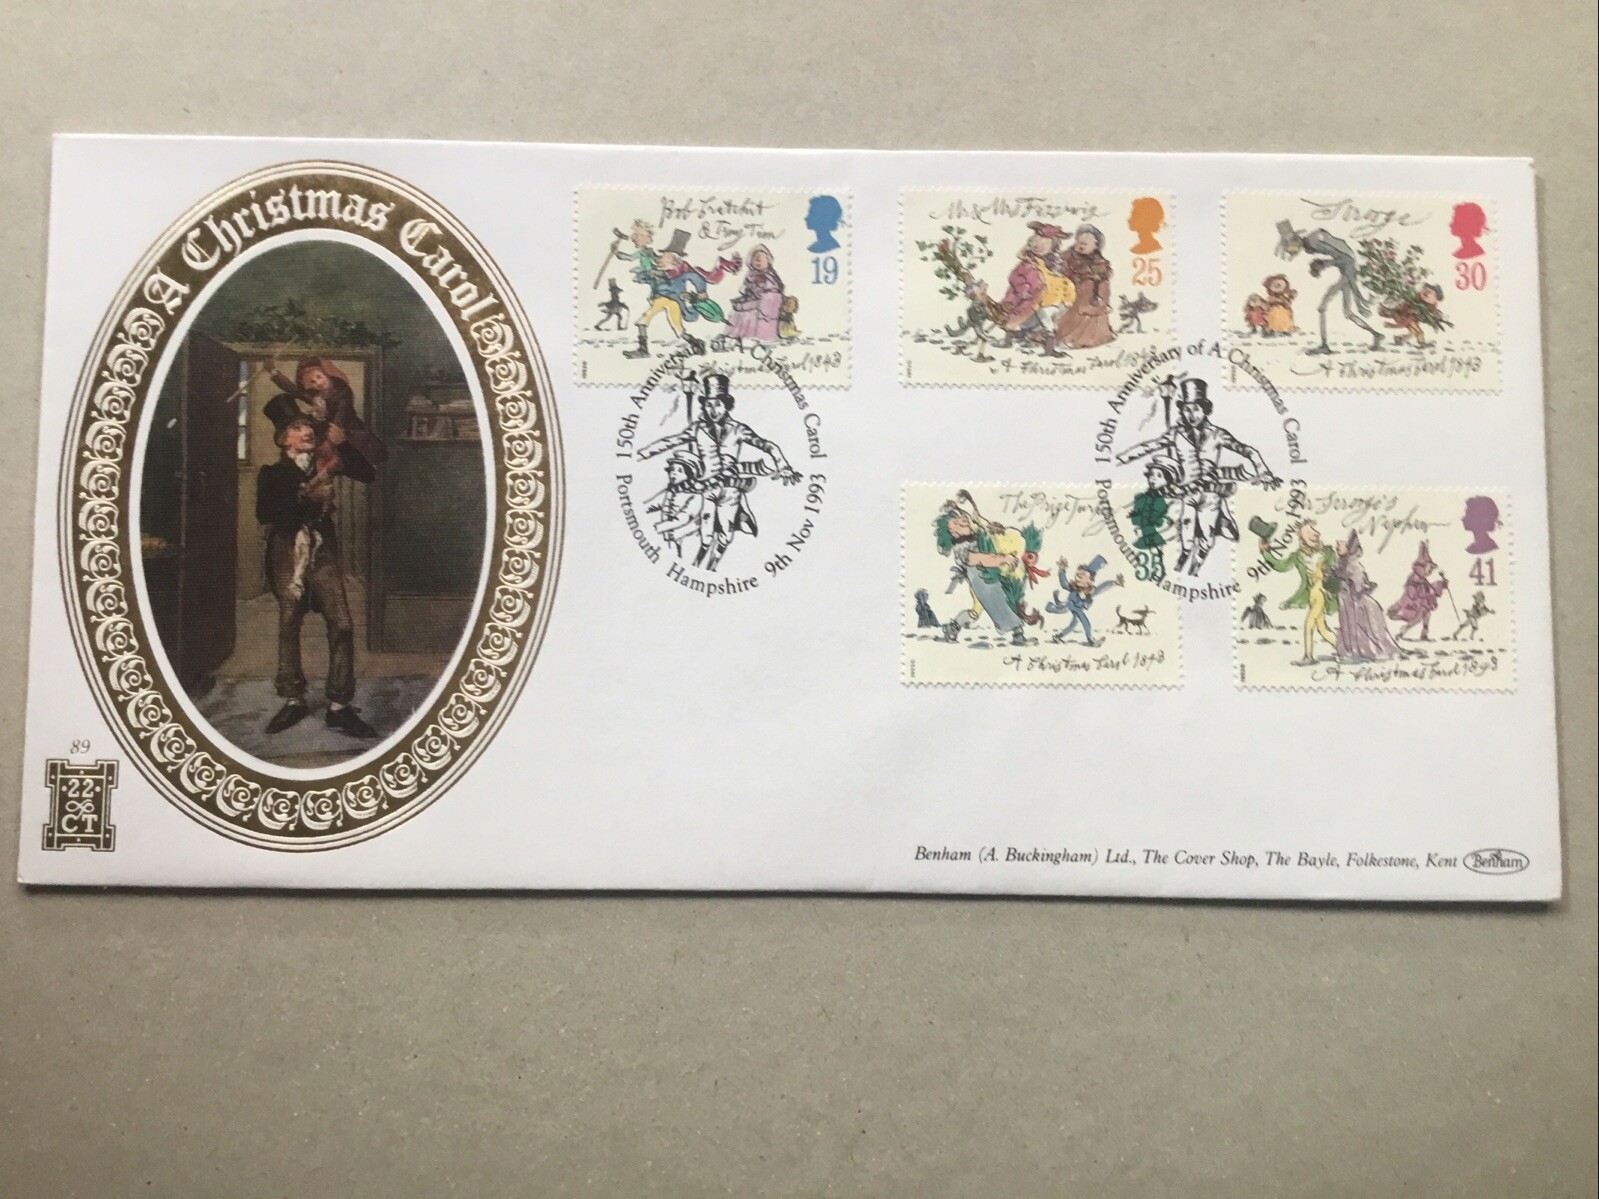 A Christmas Carol
Bob Cratchit
& Tiny Tim
19
A Christmas Carol 1843
Mr & Mrs Fezziwig
25
A Christmas Carol 1843
Scrooge
30
A Christmas Carol 1843
150th Anniversary of A Christmas Carol
Portsmouth Hampshire 9th Nov 1993
150th Anniversary of A Christmas Carol
Portsmouth Hampshire 9th Nov 1993
The Prize Turkey
35
A Christmas Carol 1843
Mr Scrooge's
Nephew
41
A Christmas Carol 1843
89
22
CT
Benham (A. Buckingham) Ltd., The Cover Shop, The Bayle, Folkestone, Kent Benham